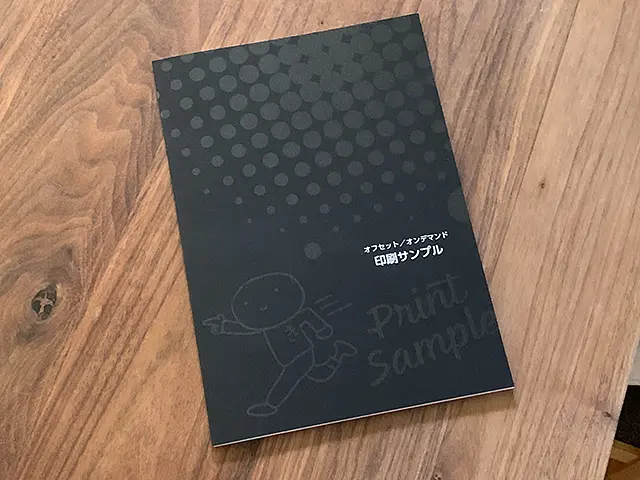 オフセット／オンデマンド
印刷サンプル
Print
Sample